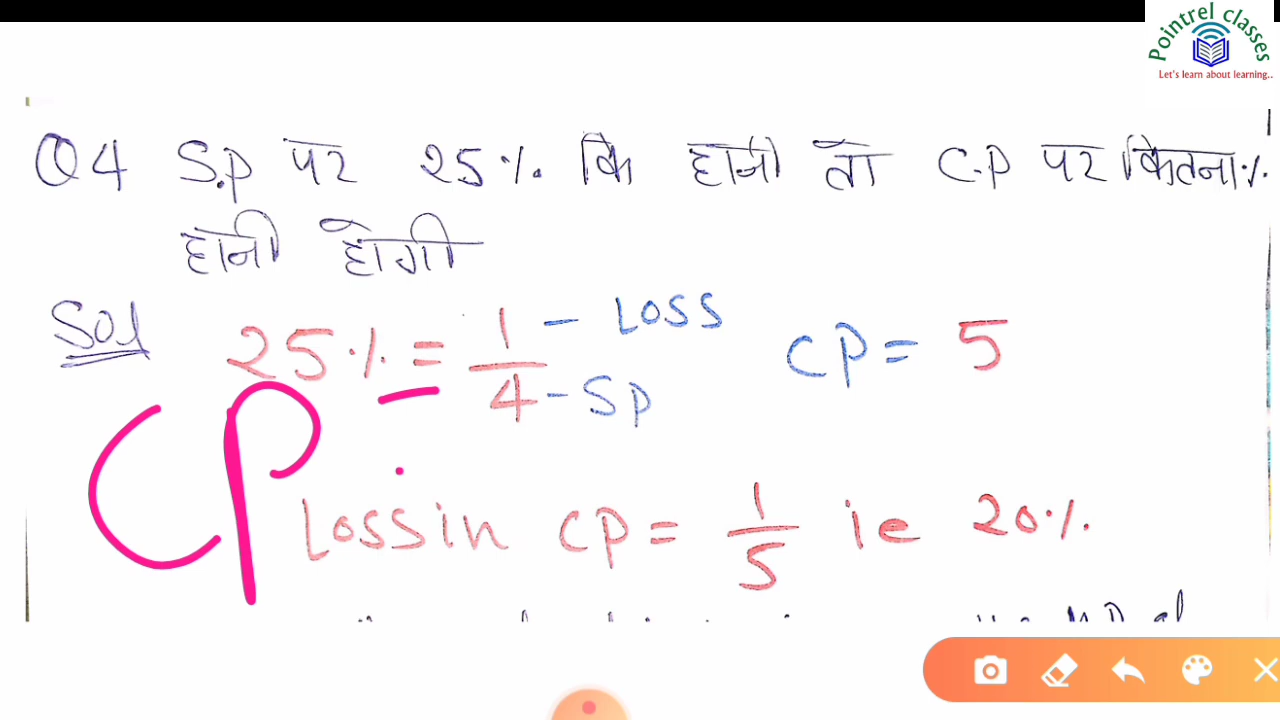 Pointrel classes
Let's learn about learning..
Q4 S.P पर 25% कि हानी तो C.P पर कितना%
हानी होगी
Sol 25% = 1/4 - Loss - SP CP = 5
CP
Loss in CP = 1/5 ie 20%